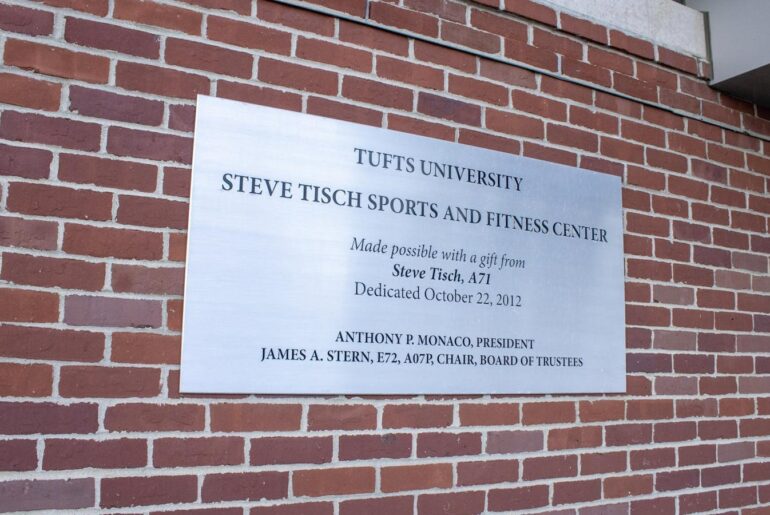 TUFTS UNIVERSITY
STEVE TISCH SPORTS AND FITNESS CENTER
Made possible with a gift from
Steve Tisch, A71
Dedicated October 22, 2012
ANTHONY P. MONACO, PRESIDENT
JAMES A. STERN, E72, A07P, CHAIR, BOARD OF TRUSTEES